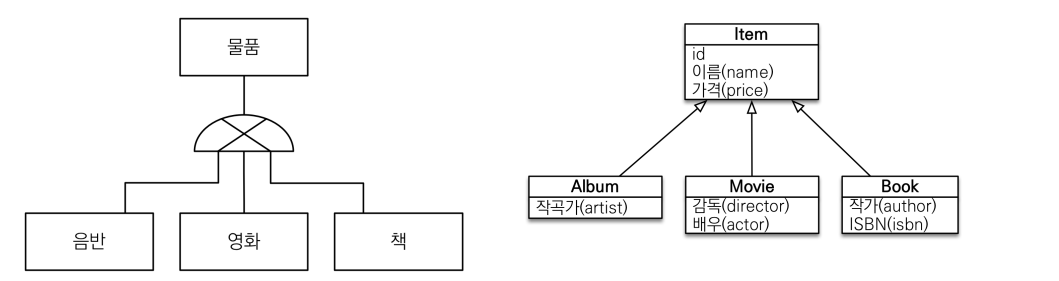 물품
음반
영화
책
Item
id
이름(name)
가격(price)
Album
작곡가(artist)
Movie
감독(director)
배우(actor)
Book
작가(author)
ISBN(isbn)